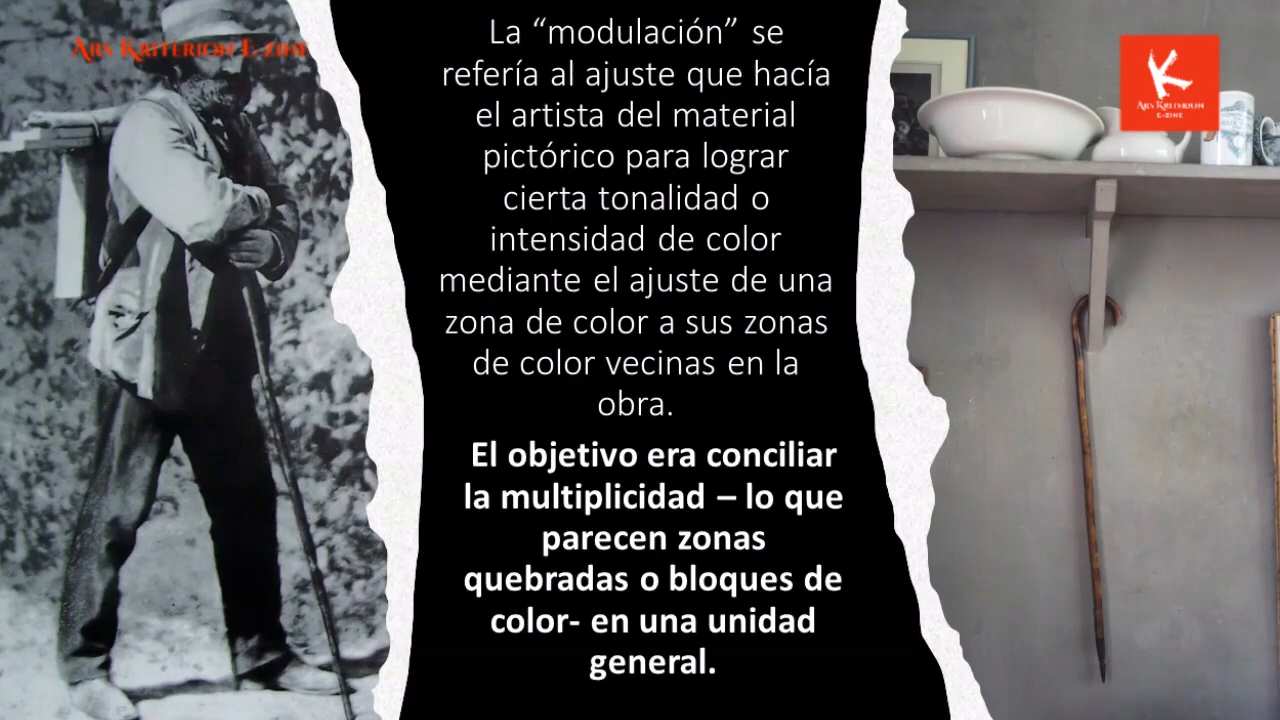 ARS KRITERION E-ZINE
La “modulación” se
refería al ajuste que hacía
el artista del material
pictórico para lograr
cierta tonalidad o
intensidad de color
mediante el ajuste de una
zona de color a sus zonas
de color vecinas en la
obra.
El objetivo era conciliar
la multiplicidad – lo que
parecen zonas
quebradas o bloques de
color- en una unidad
general.
K
ARS KRITERION
E-ZINE